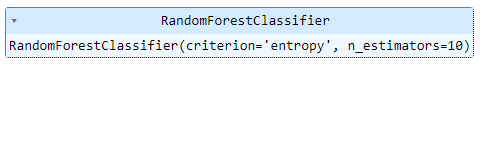 RandomForestClassifier
RandomForestClassifier(criterion='entropy', n_estimators=10)